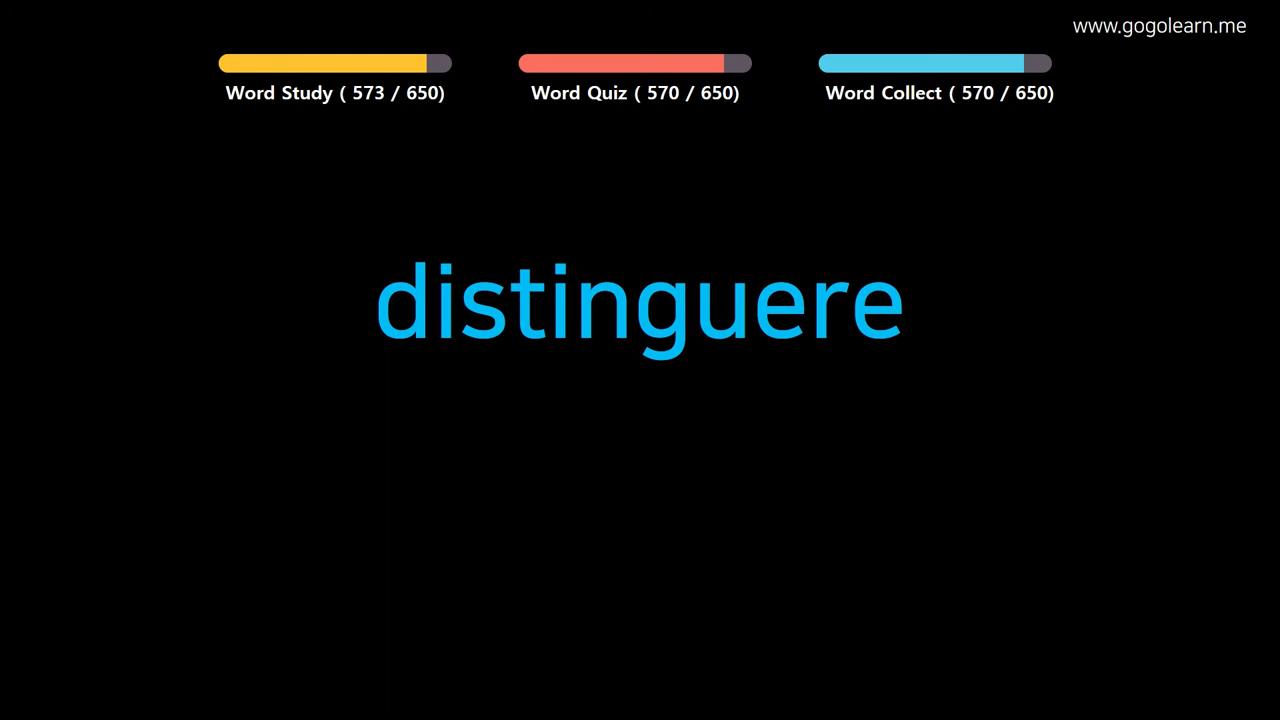 www.gogolearn.me
Word Study ( 573 / 650)
Word Quiz ( 570 / 650)
Word Collect ( 570 / 650)
distinguere